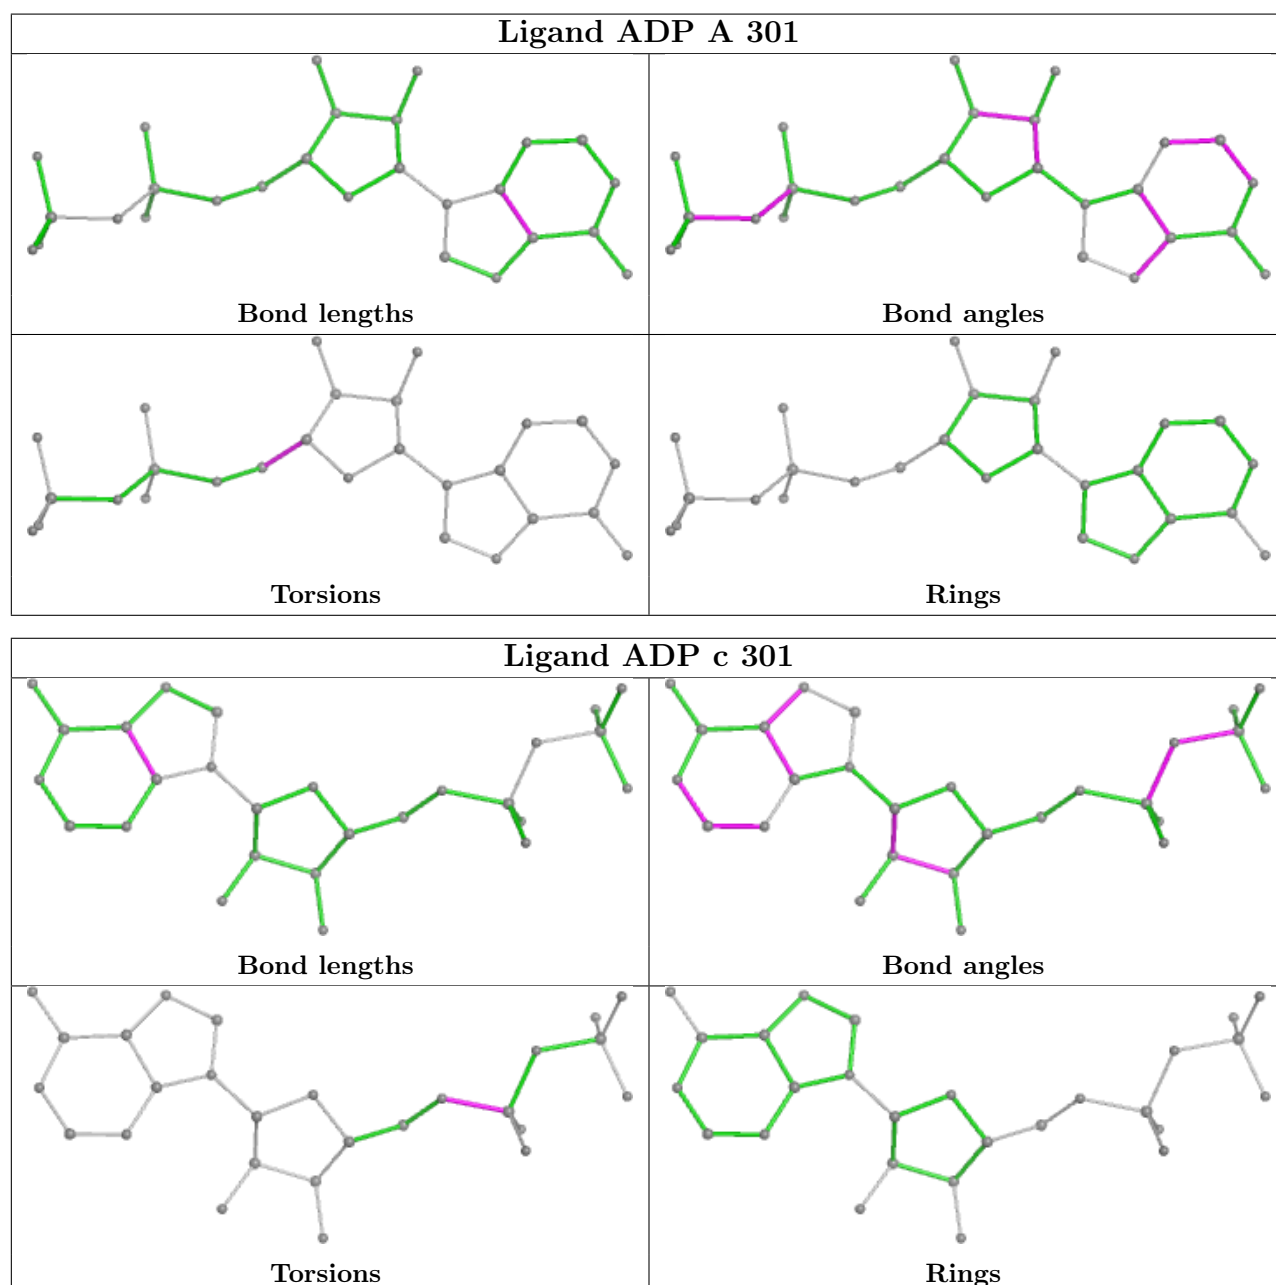 Ligand ADP A 301
Bond lengths
Bond angles
Torsions
Rings
Ligand ADP c 301
Bond lengths
Bond angles
Torsions
Rings